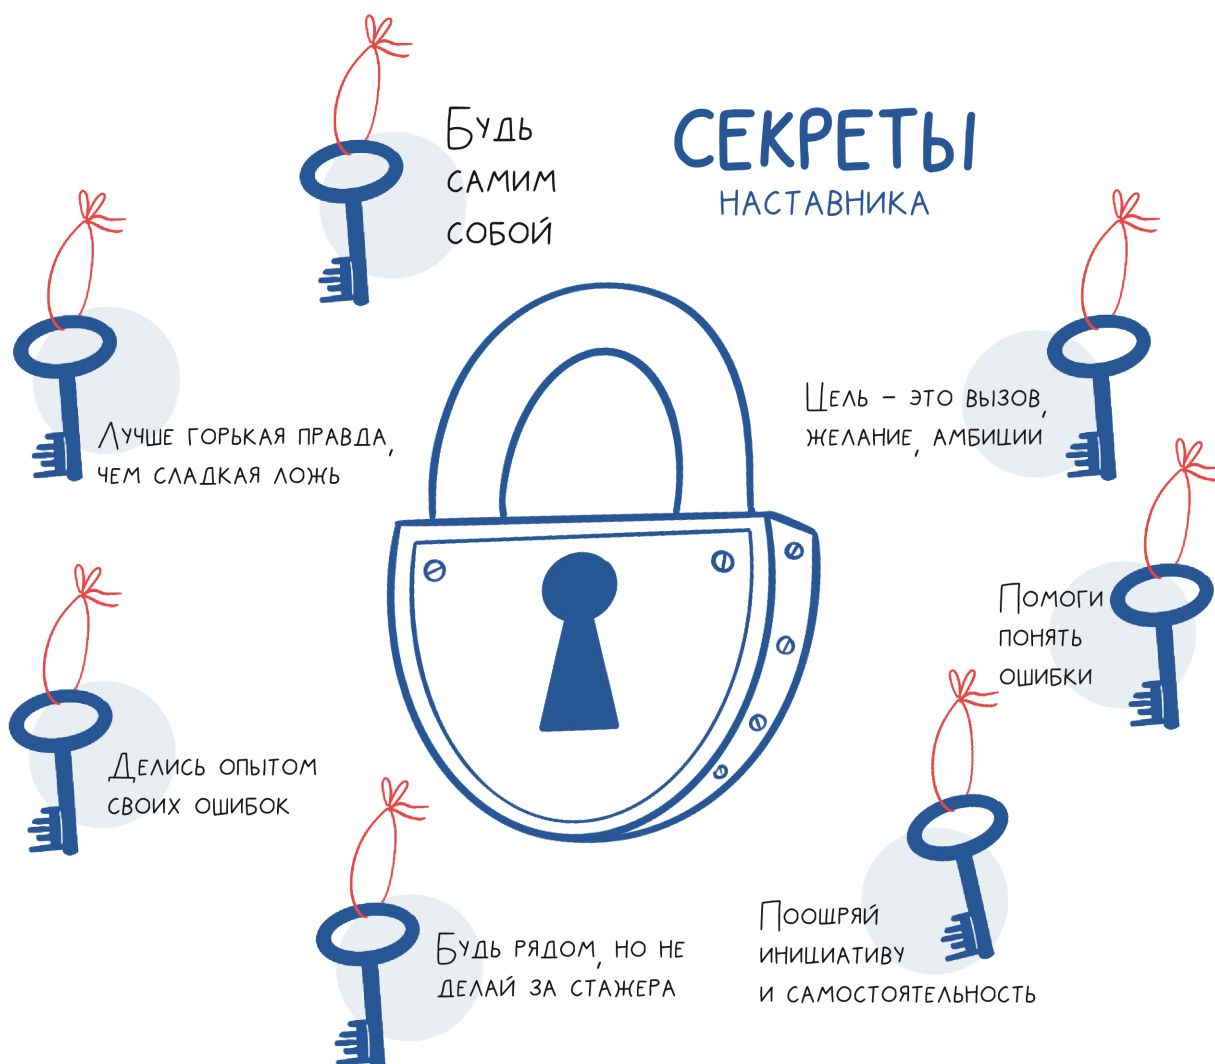 СЕКРЕТЫ
НАСТАВНИКА
Будь
самим
собой
Лучше горькая правда,
чем сладкая ложь
Цель – это вызов,
желание, амбиции
Помоги
понять
ошибки
Делись опытом
своих ошибок
Будь рядом, но не
делай за стажера
Поощряй
инициативу
и самостоятельность